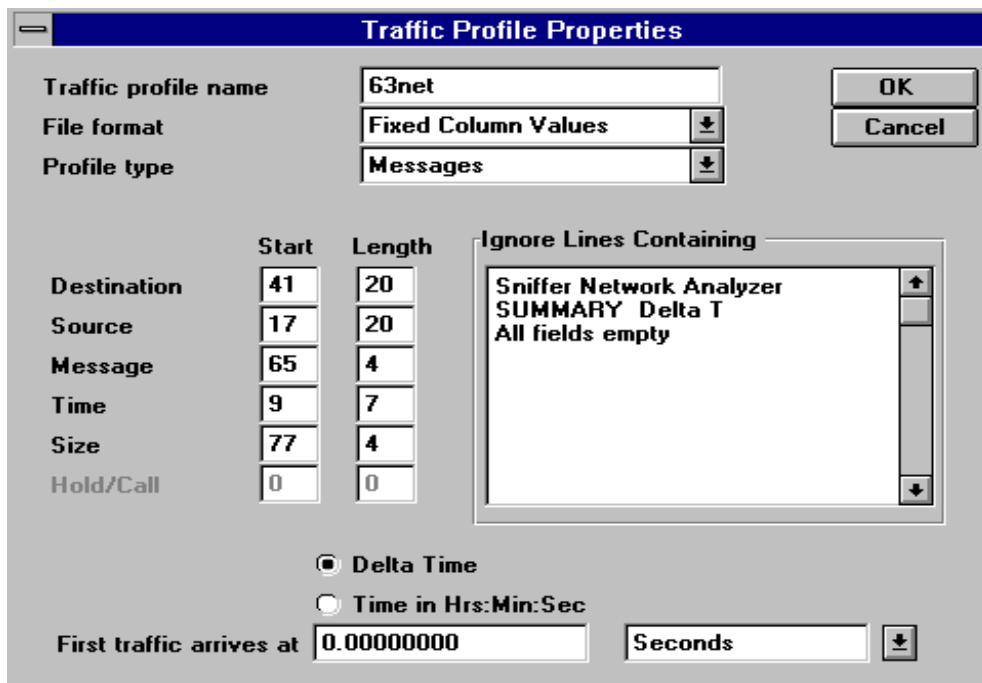 Traffic Profile Properties
Traffic profile name 63net OK
File format Fixed Column Values Cancel
Profile type Messages
Start Length Ignore Lines Containing
Destination 41 20 Sniffer Network Analyzer
SUMMARY  Delta T
Source 17 20 All fields empty
Message 65 4
Time 9 7
Size 77 4
Hold/Call 0 0
Delta Time
Time in Hrs:Min:Sec
First traffic arrives at 0.00000000 Seconds